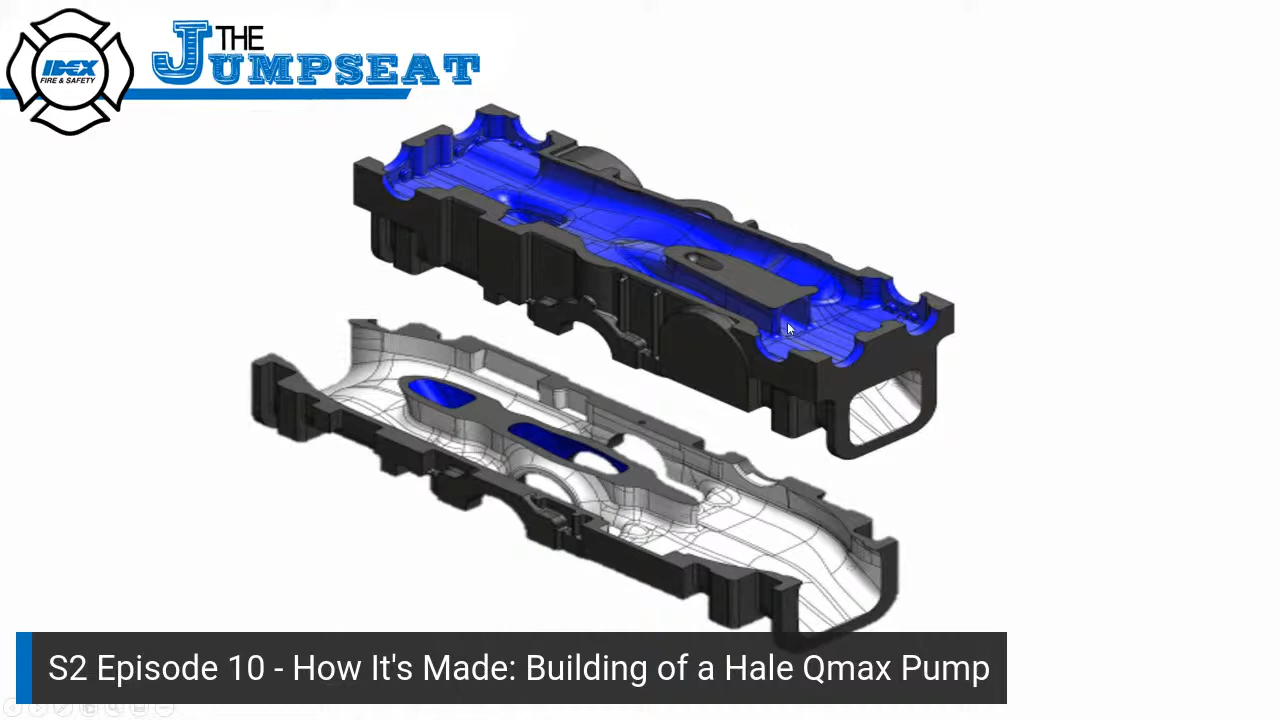 IDEX
FIRE & SAFETY
THE
JUMPSEAT
S2 Episode 10 - How It's Made: Building of a Hale Qmax Pump